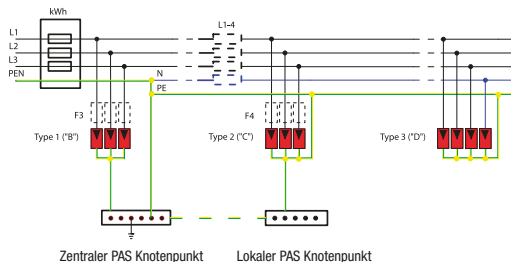 kWh
L1-4
L1
L2
L3
PEN
N
PE
F3
F4
Type 1 ("B")
Type 2 ("C")
Type 3 ("D")
Zentraler PAS Knotenpunkt
Lokaler PAS Knotenpunkt